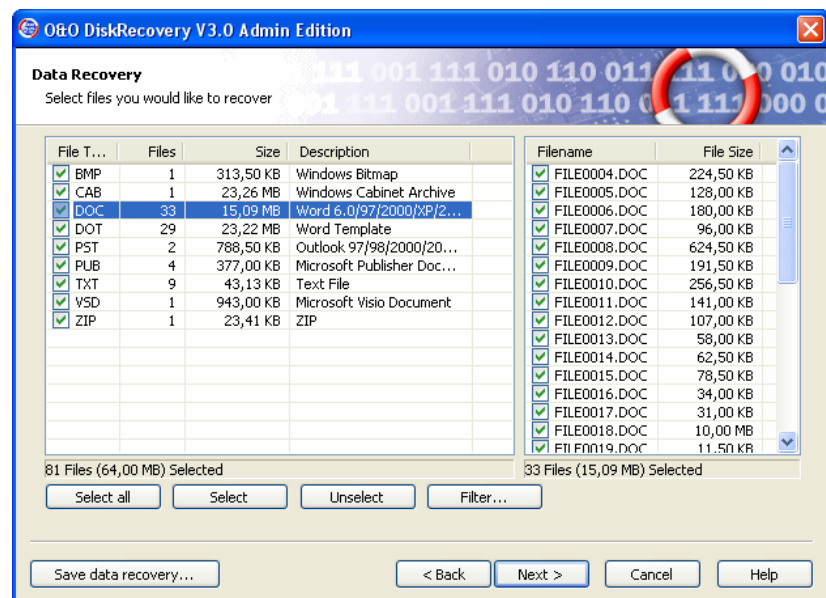 O&O DiskRecovery V3.0 Admin Edition
Data Recovery
Select files you would like to recover
111 001 111 010 110 011 11 0 0 010
01 111 001 111 010 110 0 1 111 000 0
File T... Files Size Description
BMP 1 313,50 KB Windows Bitmap
CAB 1 23,26 MB Windows Cabinet Archive
DOC 33 15,09 MB Word 6.0/97/2000/XP/2...
DOT 29 23,22 MB Word Template
PST 2 788,50 KB Outlook 97/98/2000/20...
PUB 4 377,00 KB Microsoft Publisher Doc...
TXT 9 43,13 KB Text File
VSD 1 943,00 KB Microsoft Visio Document
ZIP 1 23,41 KB ZIP
81 Files (64,00 MB) Selected
Filename File Size
FILE0004.DOC 224,50 KB
FILE0005.DOC 128,00 KB
FILE0006.DOC 180,00 KB
FILE0007.DOC 96,00 KB
FILE0008.DOC 624,50 KB
FILE0009.DOC 191,50 KB
FILE0010.DOC 256,50 KB
FILE0011.DOC 141,00 KB
FILE0012.DOC 107,00 KB
FILE0013.DOC 58,00 KB
FILE0014.DOC 62,50 KB
FILE0015.DOC 78,50 KB
FILE0016.DOC 34,00 KB
FILE0017.DOC 31,00 KB
FILE0018.DOC 10,00 MB
FILE0019.DOC 11,50 KB
33 Files (15,09 MB) Selected
Select all Select Unselect Filter...
Save data recovery... < Back Next > Cancel Help